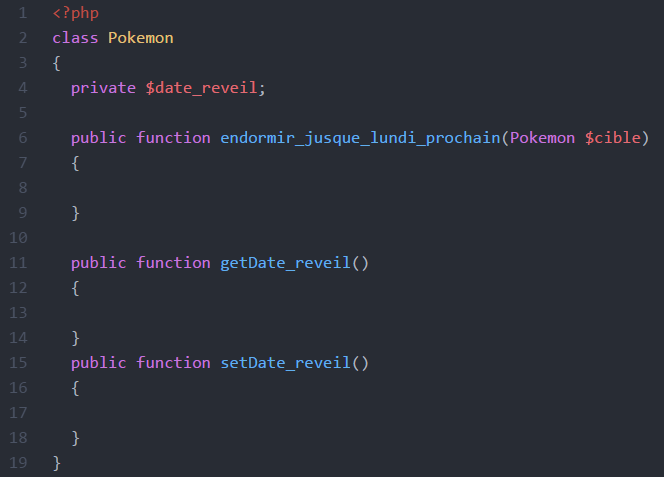 1 <?php
2 class Pokemon
3 {
4 private $date_reveil;
5
6 public function endormir_jusque_lundi_prochain(Pokemon $cible)
7 {
8
9 }
10
11 public function getDate_reveil()
12 {
13
14 }
15 public function setDate_reveil()
16 {
17
18 }
19 }